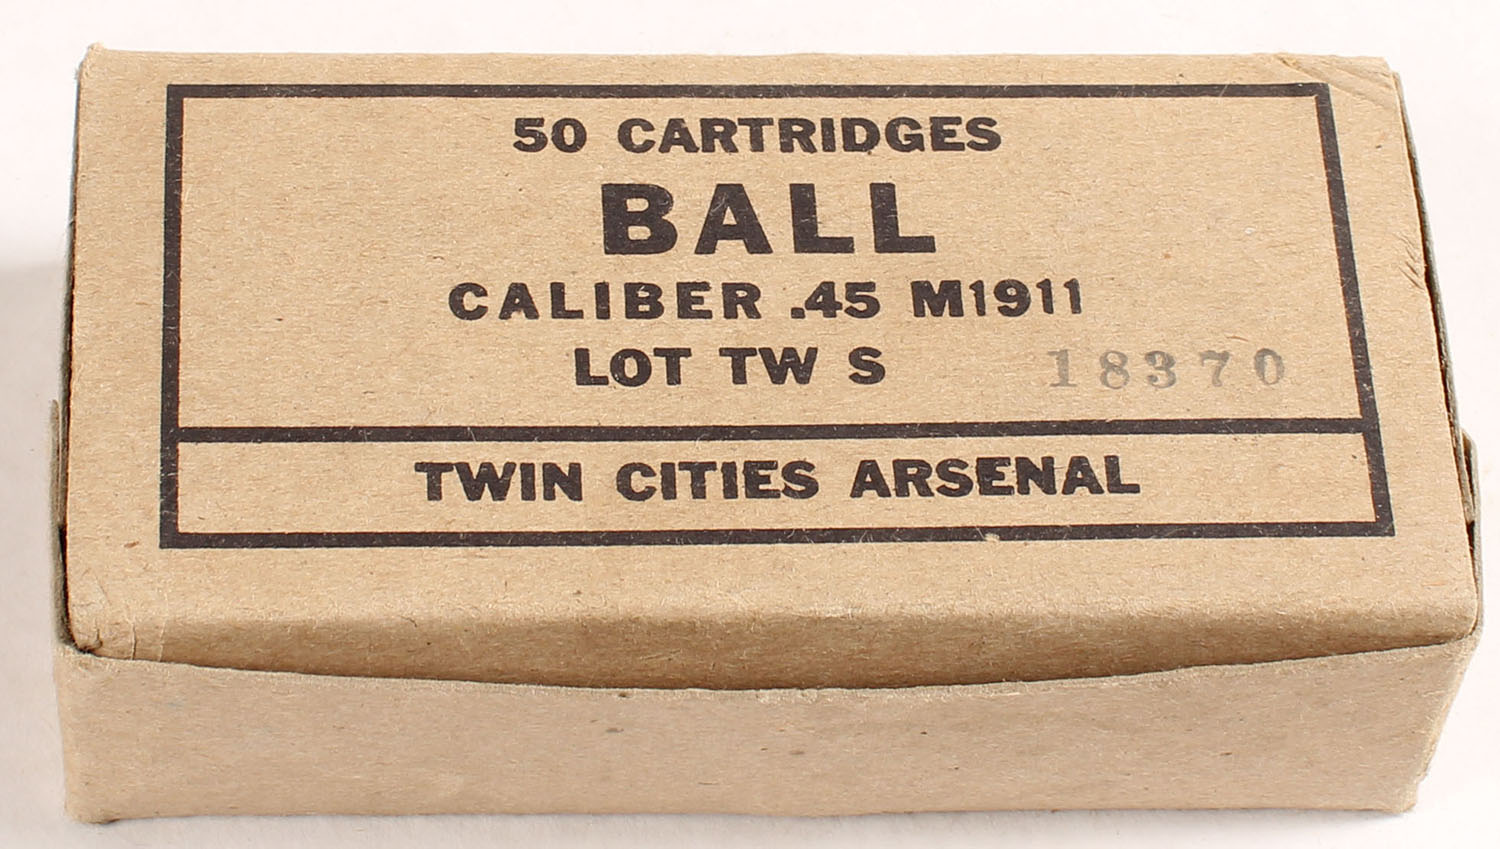 50 CARTRIDGES
BALL
CALIBER .45 M1911
LOT TW S 18370
TWIN CITIES ARSENAL